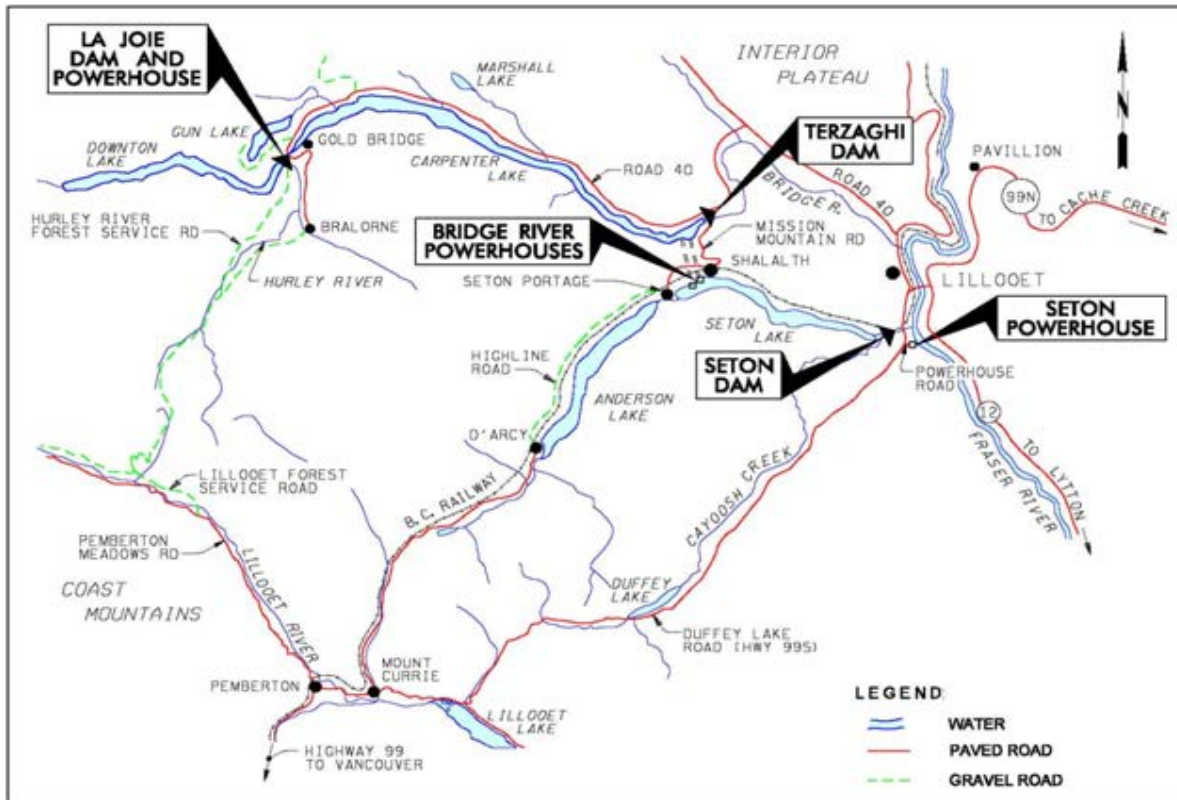 LA JOIE
DAM AND
POWERHOUSE
MARSHALL
LAKE
INTERIOR
PLATEAU
GUN LAKE
GOLD BRIDGE
DOWNTON
LAKE
CARPENTER
LAKE
ROAD 40
TERZAGHI
DAM
BRIDGE R.
ROAD 40
PAVILLION
99N
TO CACHE CREEK
N
HURLEY RIVER
FOREST SERVICE RD
BRALORNE
HURLEY RIVER
BRIDGE RIVER
POWERHOUSES
MISSION
MOUNTAIN RD
SHALALTH
SETON PORTAGE
LILLOOET
SETON
LAKE
SETON
POWERHOUSE
SETON
DAM
POWERHOUSE
ROAD
HIGHLINE
ROAD
ANDERSON
LAKE
12
TO LYTTON
FRASER RIVER
D'ARCY
CAYOOSH CREEK
LILLOOET FOREST
SERVICE ROAD
B.C. RAILWAY
PEMBERTON
MEADOWS RD
LILLOOET RIVER
COAST
MOUNTAINS
DUFFEY
LAKE
DUFFEY LAKE
ROAD (HWY 99S)
PEMBERTON
MOUNT
CURRIE
LILLOOET
LAKE
HIGHWAY 99
TO VANCOUVER
LEGEND:
WATER
PAVED ROAD
GRAVEL ROAD